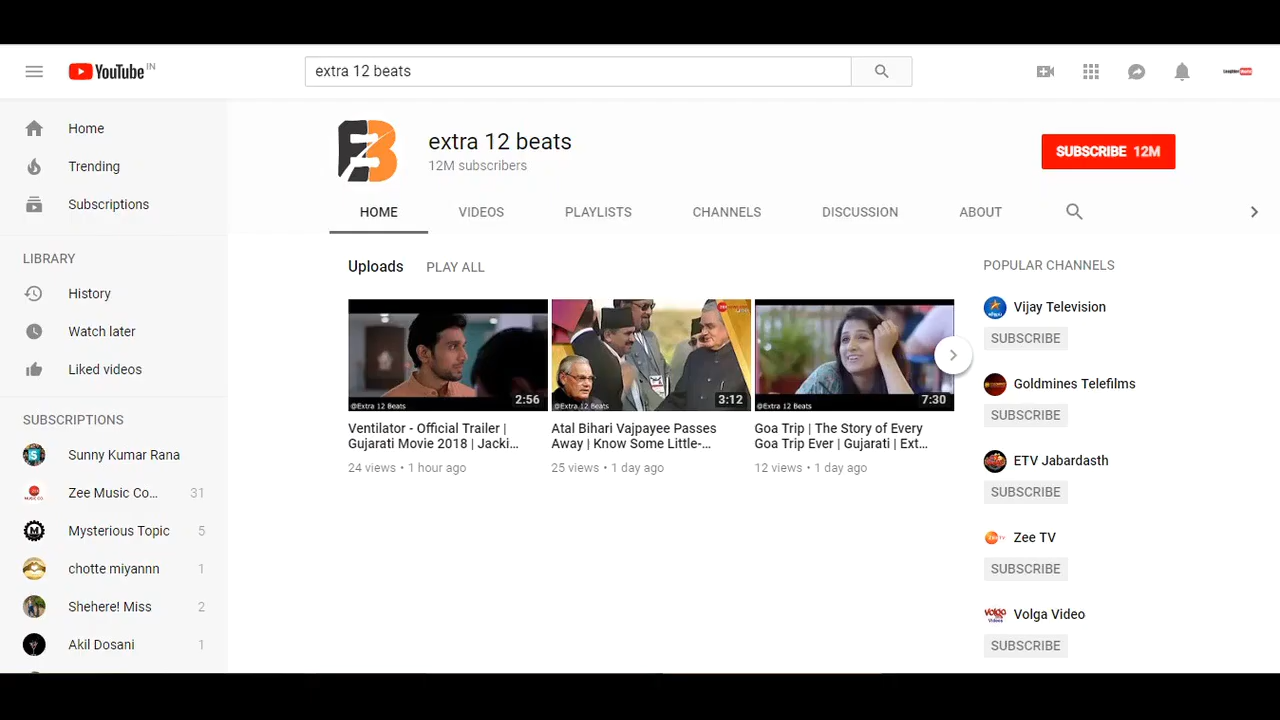 YouTube IN
extra 12 beats
Home
Trending
Subscriptions
LIBRARY
History
Watch later
Liked videos
SUBSCRIPTIONS
Sunny Kumar Rana
Zee Music Co... 31
Mysterious Topic 5
chotte miyannn 1
Shehere! Miss 2
Akil Dosani 1
extra 12 beats
12M subscribers
SUBSCRIBE 12M
HOME VIDEOS PLAYLISTS CHANNELS DISCUSSION ABOUT
Uploads PLAY ALL
@Extra 12 Beats 2:56
@Extra 12 Beats 3:12
@Extra 12 Beats 7:30
Ventilator - Official Trailer |
Gujarati Movie 2018 | Jacki...
24 views • 1 hour ago
Atal Bihari Vajpayee Passes
Away | Know Some Little-...
25 views • 1 day ago
Goa Trip | The Story of Every
Goa Trip Ever | Gujarati | Ext...
12 views • 1 day ago
POPULAR CHANNELS
Vijay Television
SUBSCRIBE
Goldmines Telefilms
SUBSCRIBE
ETV Jabardasth
SUBSCRIBE
Zee TV
SUBSCRIBE
Volga Video
SUBSCRIBE